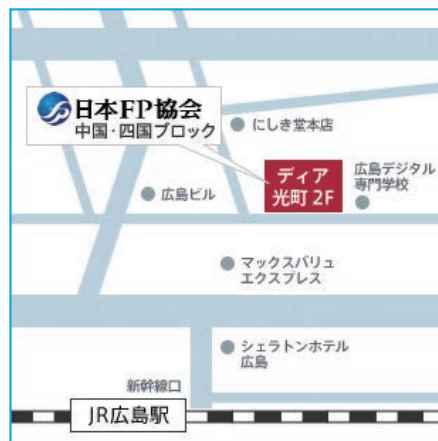 日本FP協会
中国・四国ブロック
にしき堂本店
ディア
光町 2F
広島デジタル
専門学校
広島ビル
マックスバリュ
エクスプレス
シェラトンホテル
広島
新幹線口
JR広島駅